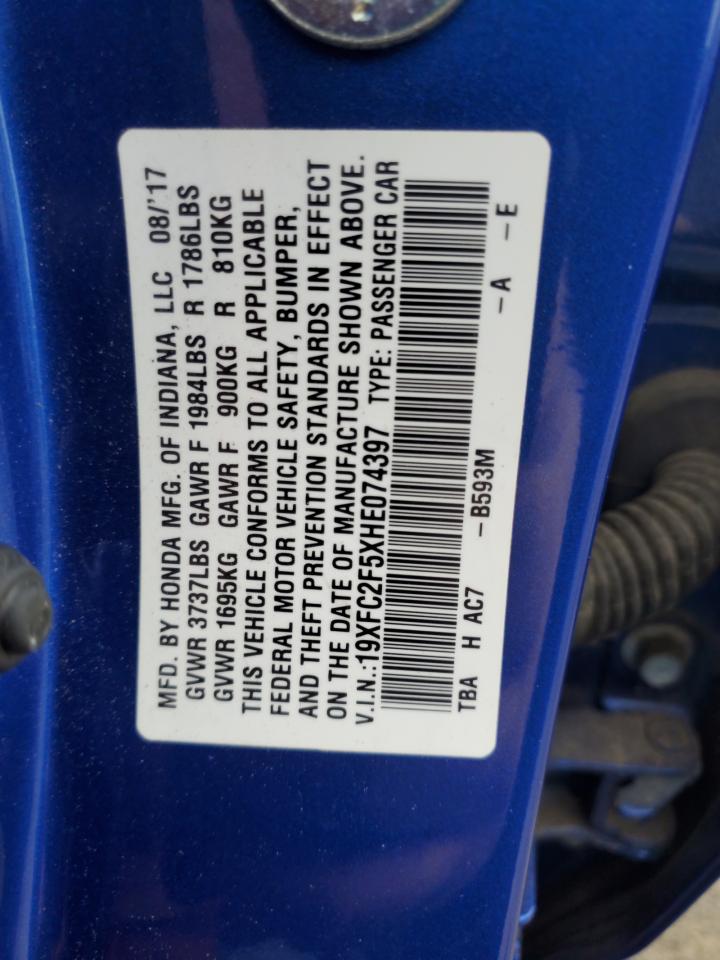 MFD. BY HONDA MFG. OF INDIANA, LLC 08/'17
GVWR 3737LBS GAWR F 1984LBS R 1786LBS
GVWR 1695KG GAWR F 900KG R 810KG
THIS VEHICLE CONFORMS TO ALL APPLICABLE
FEDERAL MOTOR VEHICLE SAFETY, BUMPER,
AND THEFT PREVENTION STANDARDS IN EFFECT
ON THE DATE OF MANUFACTURE SHOWN ABOVE.
V.I.N.:19XFC2F5XHE074397 TYPE: PASSENGER CAR
TBA H AC7 -B593M -A -E